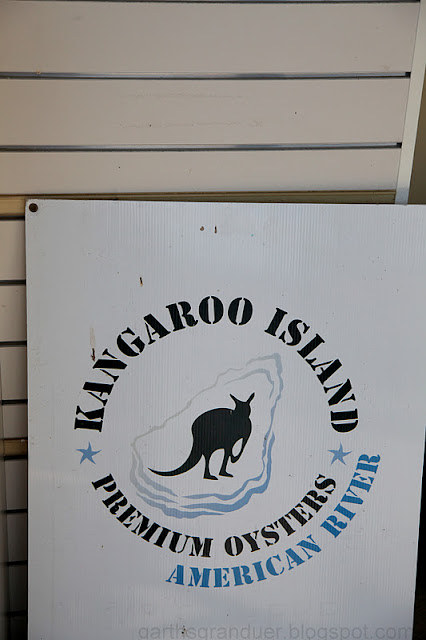 KANGAROO ISLAND
PREMIUM OYSTERS
AMERICAN RIVER
garthsgranduer.blogspot.com